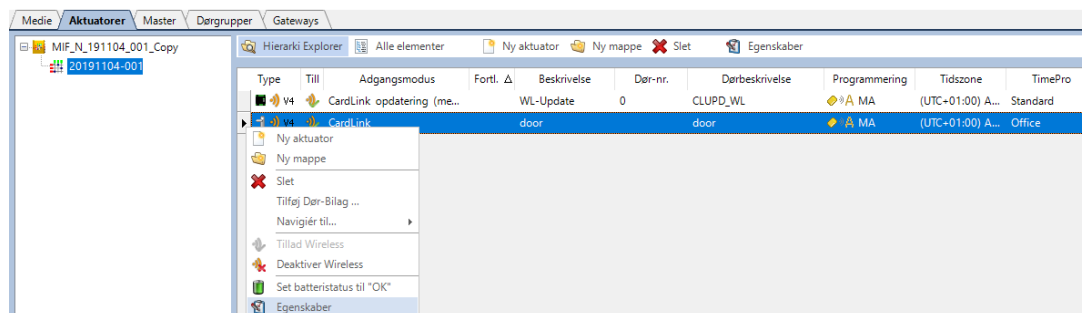 Medie Aktuatorer Master Dørgrupper Gateways
MIF_N_191104_001_Copy
20191104-001
Hierarki Explorer Alle elementer Ny aktuator Ny mappe Slet Egenskaber
Type Till Adgangsmodus Fortl. Δ Beskrivelse Dør-nr. Dørbeskrivelse Programmering Tidszone TimePro
V4 CardLink opdatering (me... WL-Update 0 CLUPD_WL A MA (UTC+01:00) A... Standard
V4 CardLink door door A MA (UTC+01:00) A... Office
Ny aktuator
Ny mappe
Slet
Tilføj Dør-Bilag ...
Navigiér til...
Tillad Wireless
Deaktiver Wireless
Set batteristatus til "OK"
Egenskaber